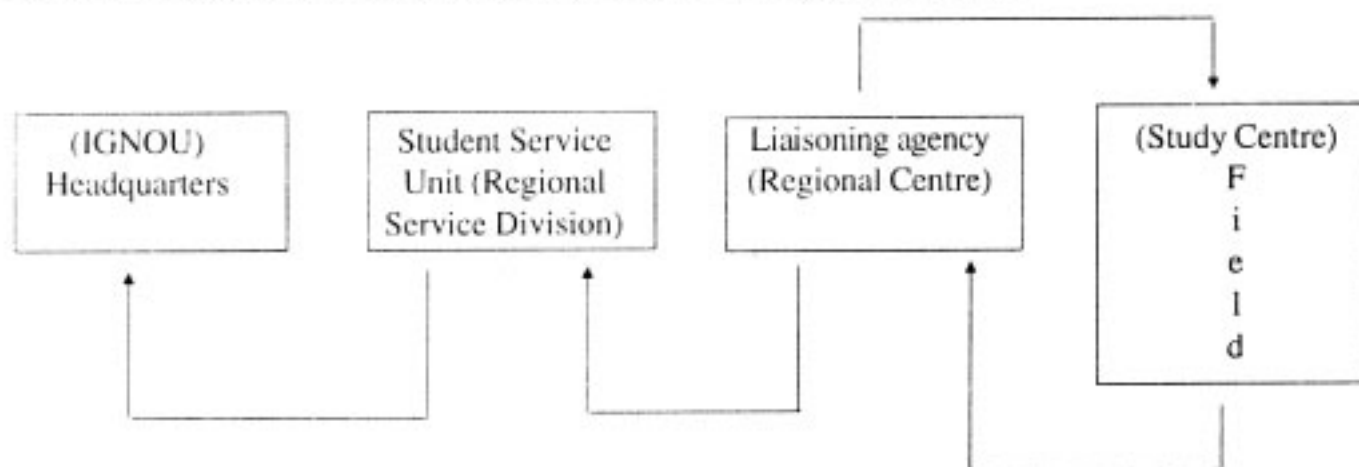 (IGNOU)
Headquarters
Student Service
Unit (Regional
Service Division)
Liaisoning agency
(Regional Centre)
(Study Centre)
F
i
e
l
d